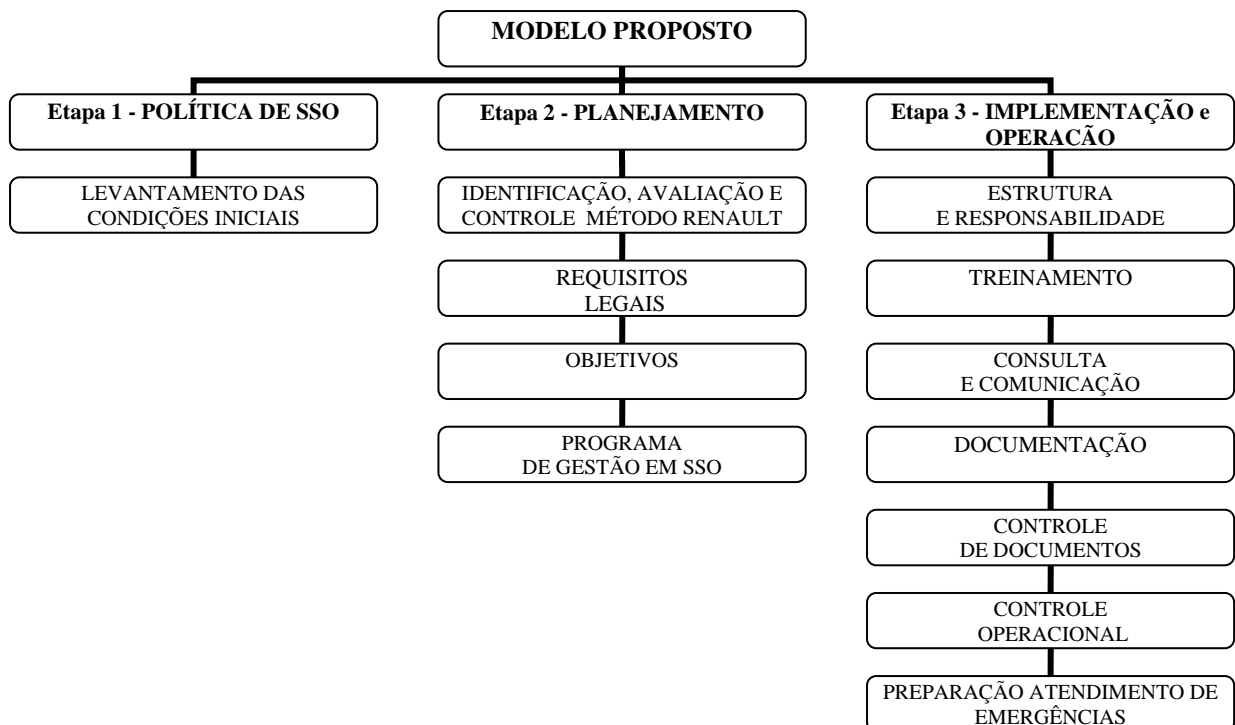 MODELO PROPOSTO
Etapa 1 - POLÍTICA DE SSO
LEVANTAMENTO DAS
CONDIÇÕES INICIAIS
Etapa 2 - PLANEJAMENTO
IDENTIFICAÇÃO, AVALIAÇÃO E
CONTROLE MÉTODO RENAULT
REQUISITOS
LEGAIS
OBJETIVOS
PROGRAMA
DE GESTÃO EM SSO
Etapa 3 - IMPLEMENTAÇÃO e
OPERAÇÃO
ESTRUTURA
E RESPONSABILIDADE
TREINAMENTO
CONSULTA
E COMUNICAÇÃO
DOCUMENTAÇÃO
CONTROLE
DE DOCUMENTOS
CONTROLE
OPERACIONAL
PREPARAÇÃO ATENDIMENTO DE
EMERGÊNCIAS